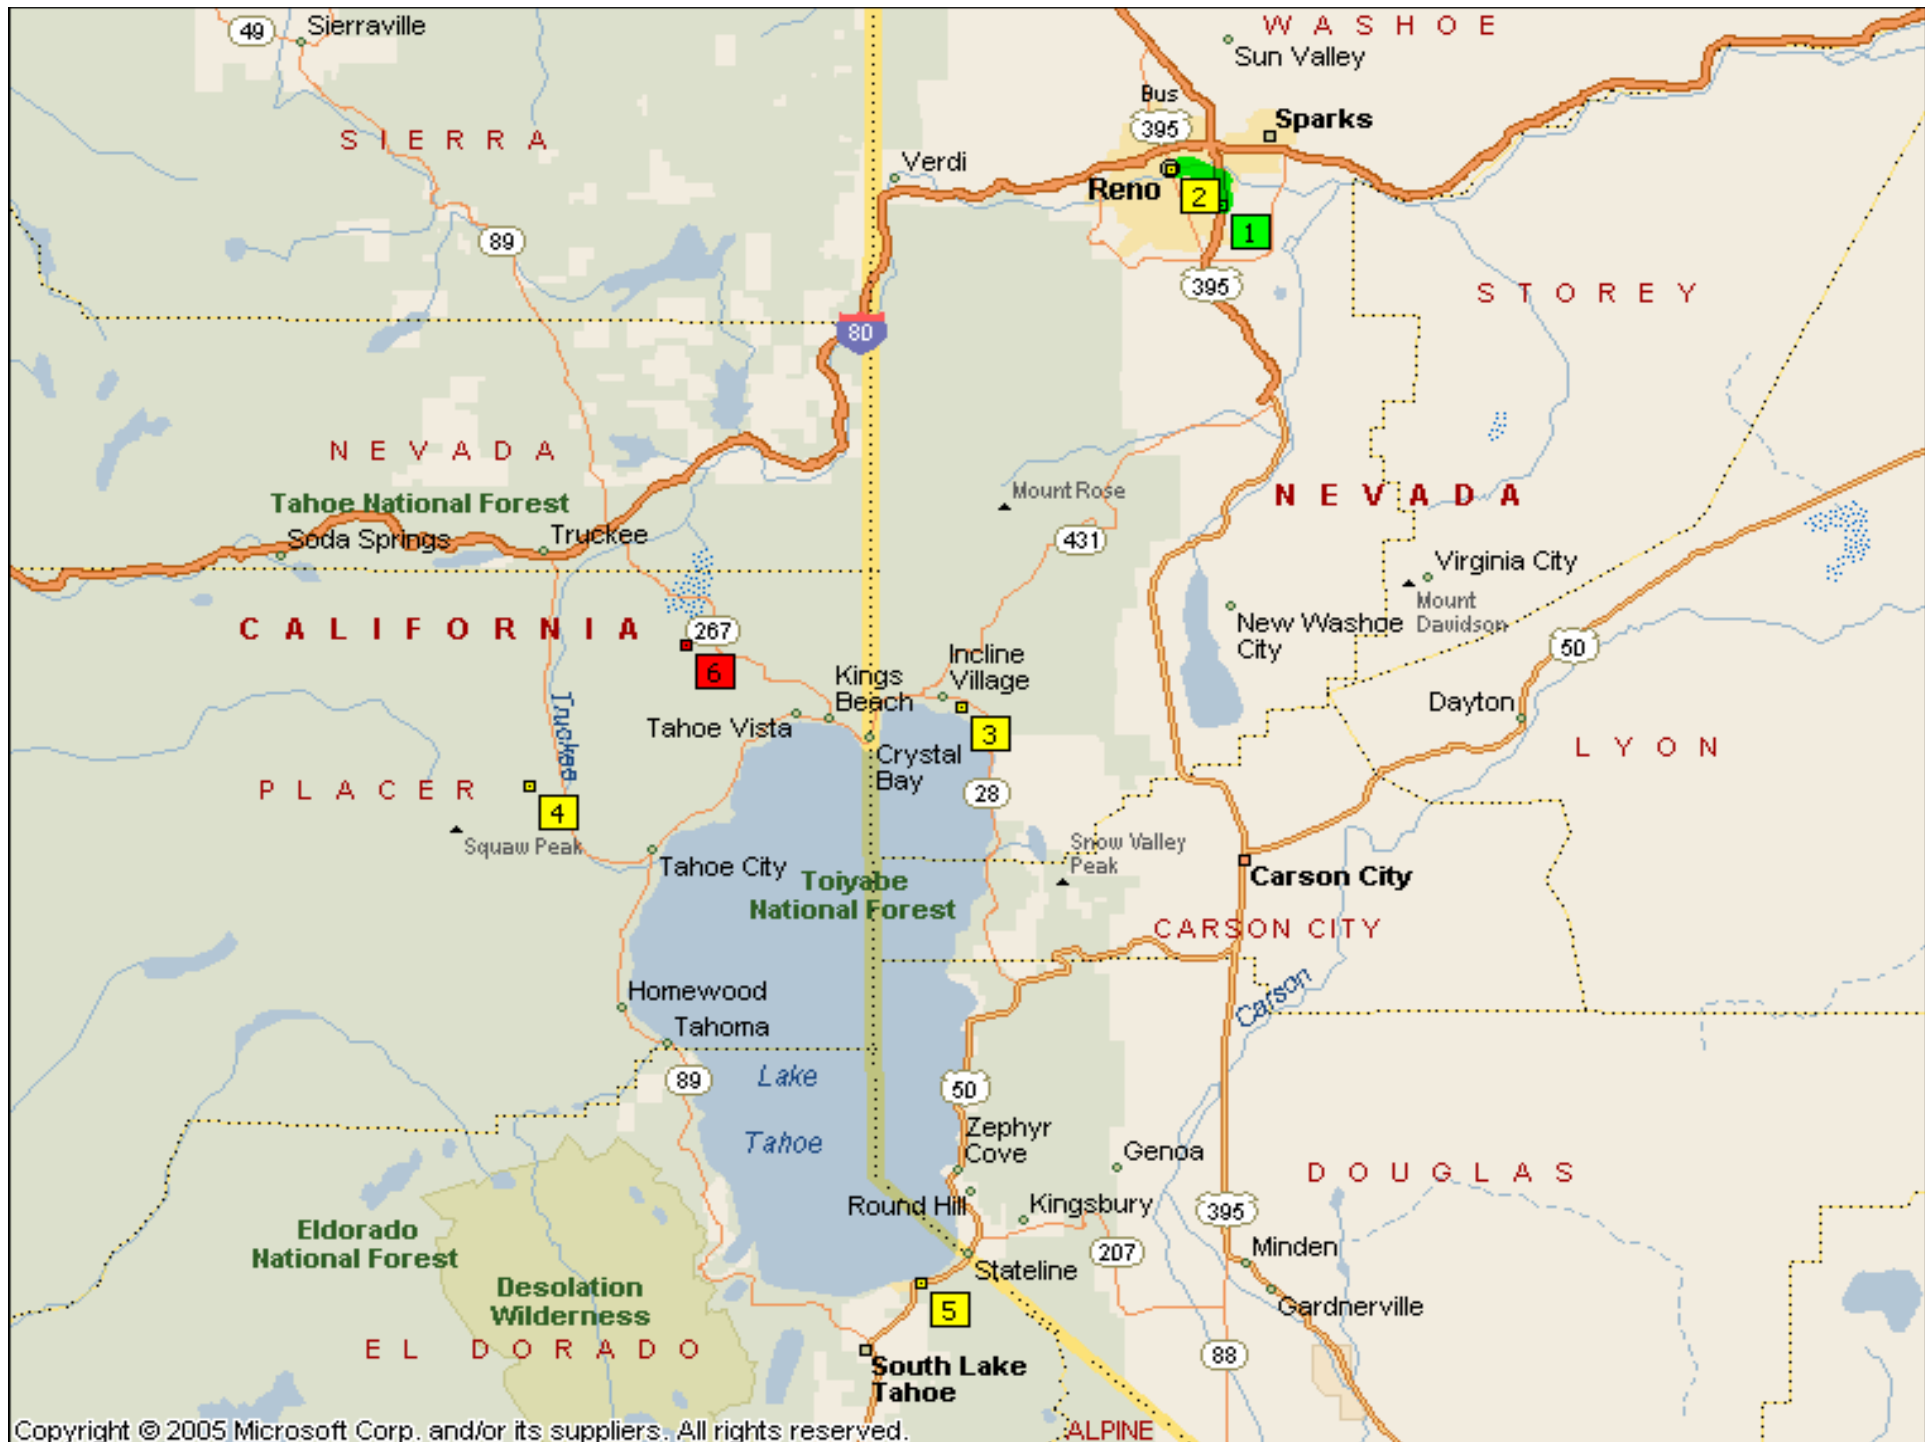 49
Sierraville
WASHOE
Sun Valley
Bus
395
Sparks
SIERRA
Verdi
Reno
2
1
89
395
STOREY
80
NEVADA
Tahoe National Forest
Mount Rose
NEVADA
Soda Springs
Truckee
431
Virginia City
Mount
Davidson
CALIFORNIA
267
6
New Washoe
City
50
Incline
Village
Kings
Beach
Truckee
Tahoe Vista
3
Dayton
Crystal
Bay
LYON
PLACER
4
28
Squaw Peak
Snow Valley
Peak
Tahoe City
Toiyabe
National Forest
Carson City
CARSON CITY
Homewood
Carson
Tahoma
Lake
Tahoe
89
50
Zephyr
Cove
Genoa
DOUGLAS
Round Hill
Kingsbury
395
Eldorado
National Forest
207
Minden
Stateline
Desolation
Wilderness
5
Gardnerville
EL DORADO
88
South Lake
Tahoe
Copyright © 2005 Microsoft Corp. and/or its suppliers. All rights reserved.
ALPINE